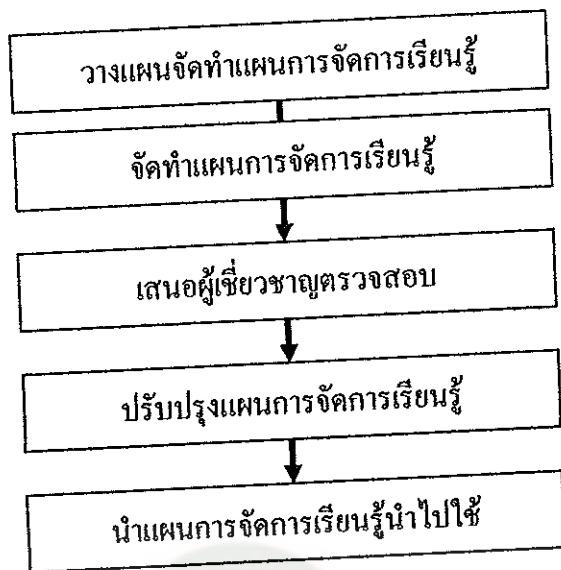 วางแผนจัดทำแผนการจัดการเรียนรู้
จัดทำแผนการจัดการเรียนรู้
เสนอผู้เชี่ยวชาญตรวจสอบ
ปรับปรุงแผนการจัดการเรียนรู้
นำแผนการจัดการเรียนรู้นำไปใช้